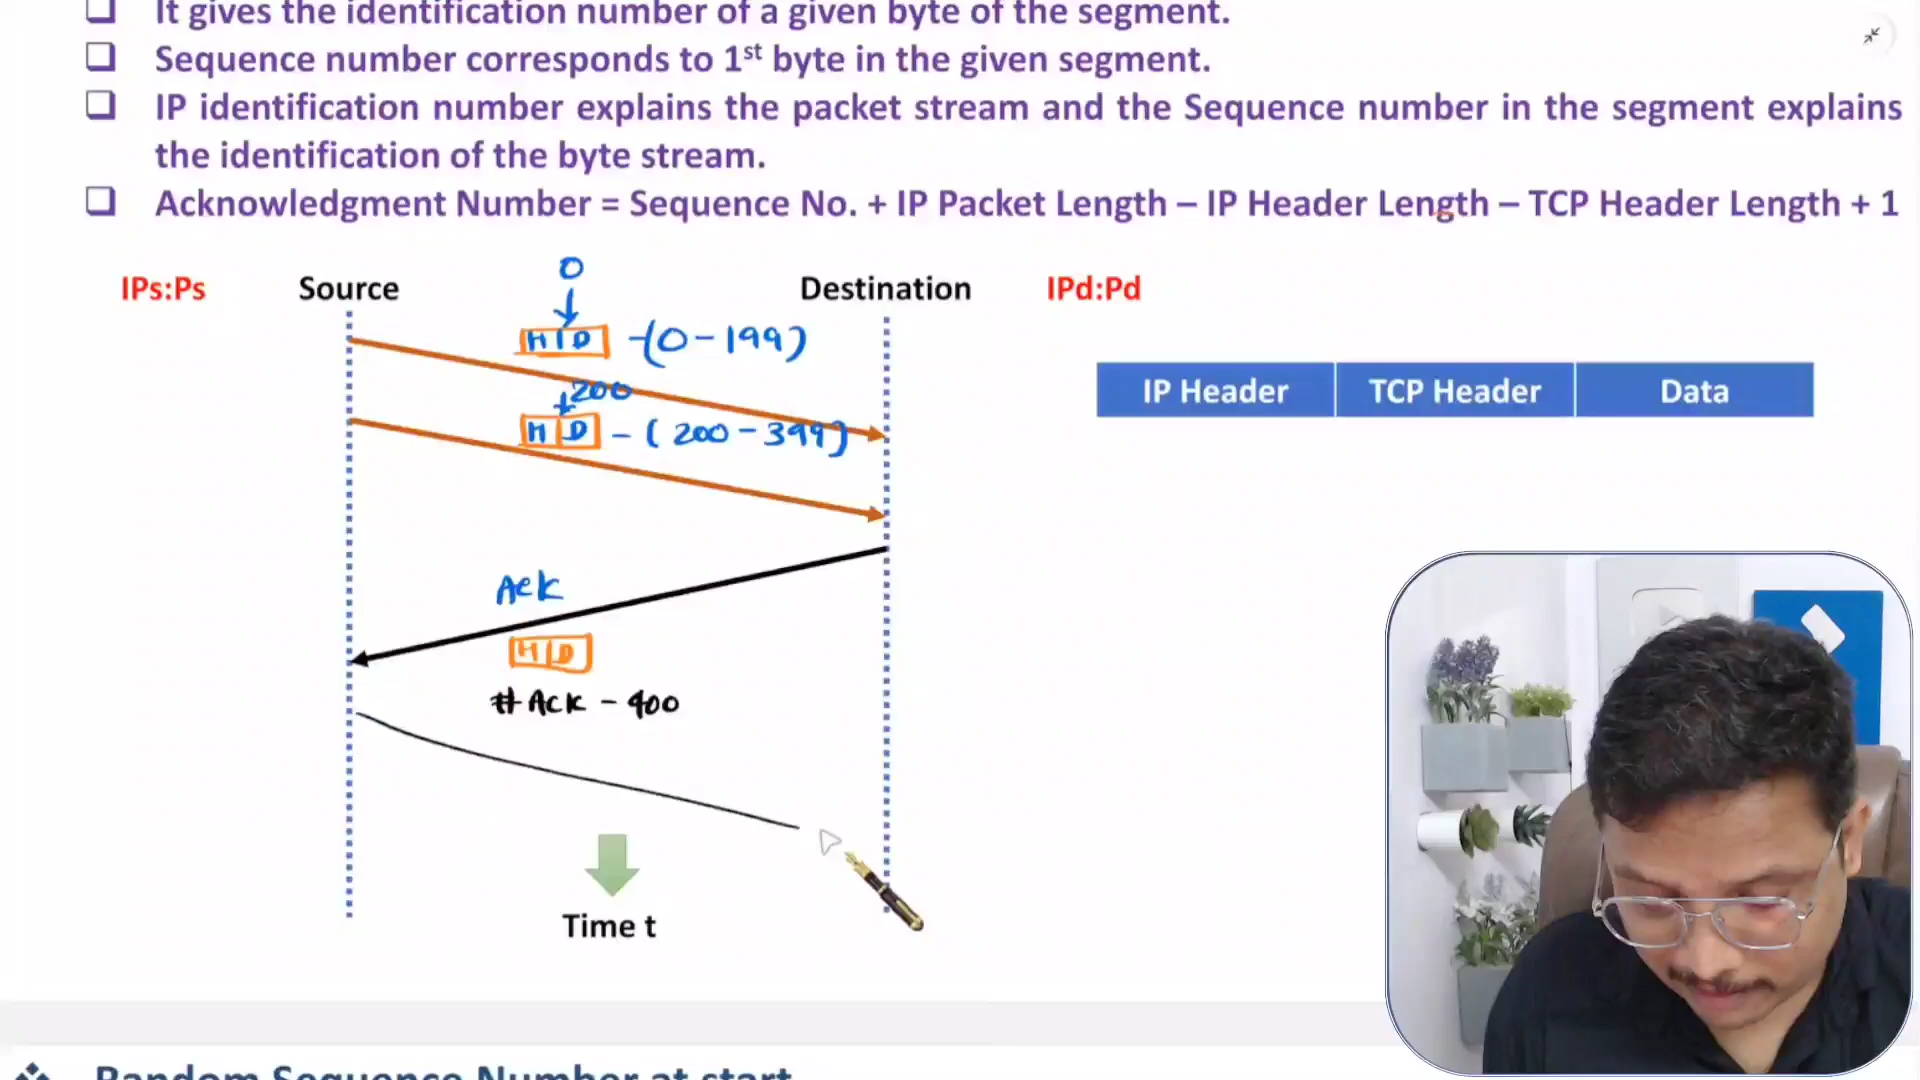 It gives the identification number of a given byte of the segment.
Sequence number corresponds to 1st byte in the given segment.
IP identification number explains the packet stream and the Sequence number in the segment explains
the identification of the byte stream.
Acknowledgment Number = Sequence No. + IP Packet Length – IP Header Length – TCP Header Length + 1
IPs:Ps Source 0 Destination IPd:Pd
H D - (0 - 199)
IP Header TCP Header Data
200
H D - (200 - 399)
Ack
H D
# Ack - 400
Time t
Random Sequence Number at start